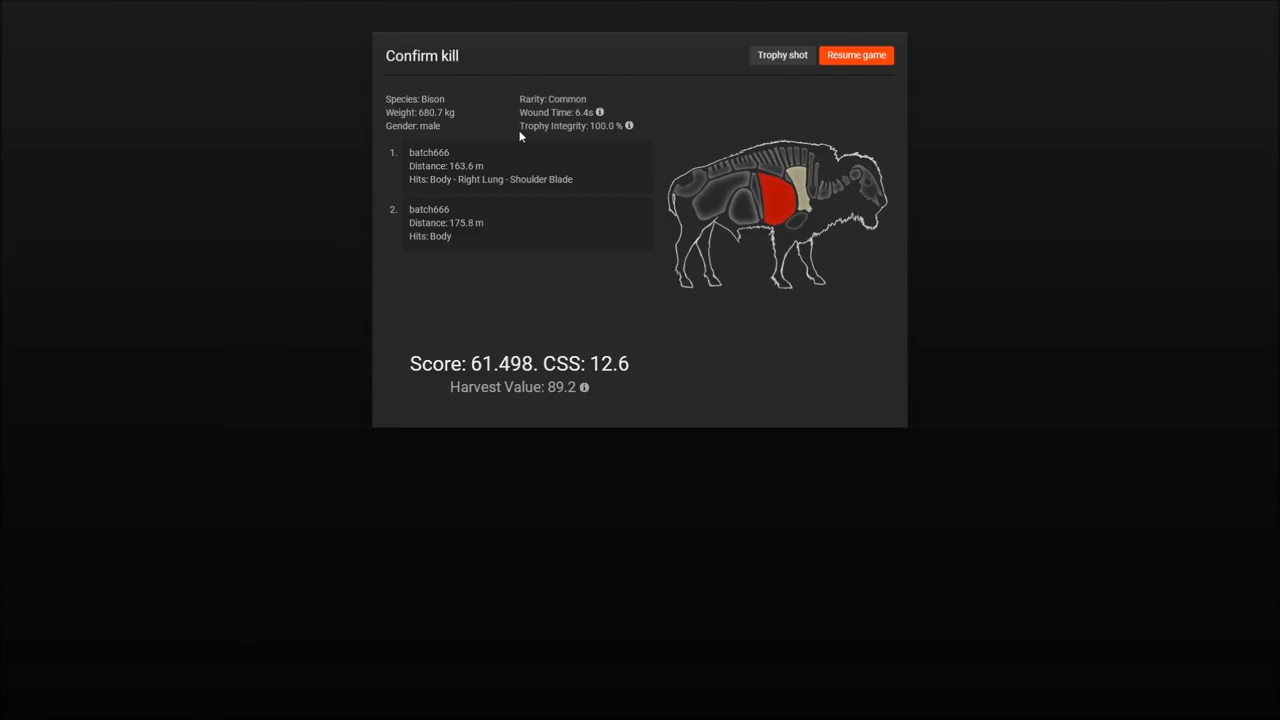 Confirm kill
Trophy shot
Resume game
Species: Bison
Weight: 680.7 kg
Gender: male
Rarity: Common
Wound Time: 6.4s
Trophy Integrity: 100.0 %
1.
batch666
Distance: 163.6 m
Hits: Body - Right Lung - Shoulder Blade
2.
batch666
Distance: 175.8 m
Hits: Body
Score: 61.498. CSS: 12.6
Harvest Value: 89.2